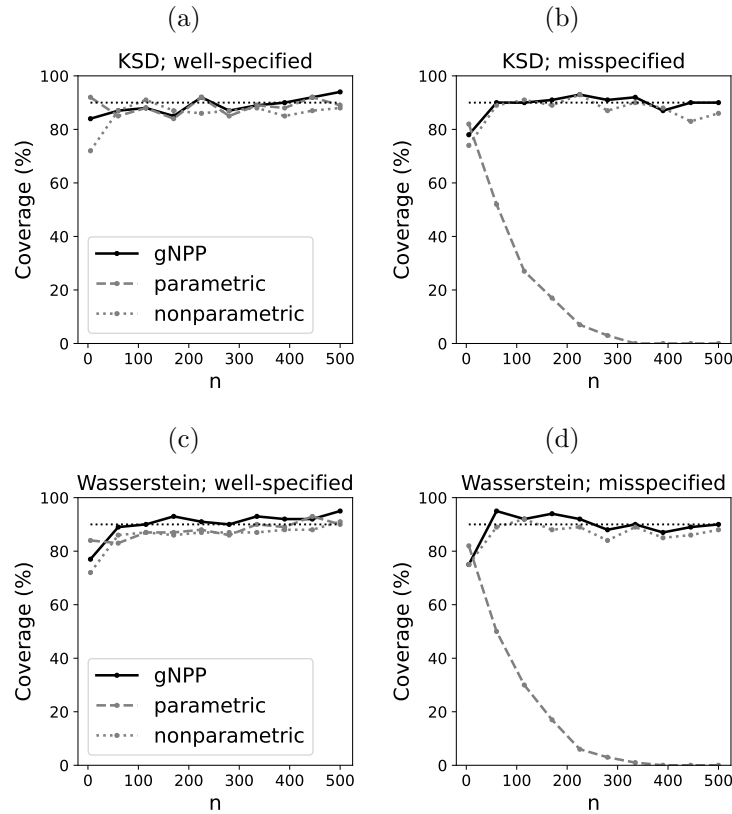 (a)
KSD; well-specified
100
80
60
40
20
0
Coverage (%)
gNPP
parametric
nonparametric
0 100 200 300 400 500
n
(b)
KSD; misspecified
100
80
60
40
20
0
Coverage (%)
0 100 200 300 400 500
n
(c)
Wasserstein; well-specified
100
80
60
40
20
0
Coverage (%)
gNPP
parametric
nonparametric
0 100 200 300 400 500
n
(d)
Wasserstein; misspecified
100
80
60
40
20
0
Coverage (%)
0 100 200 300 400 500
n